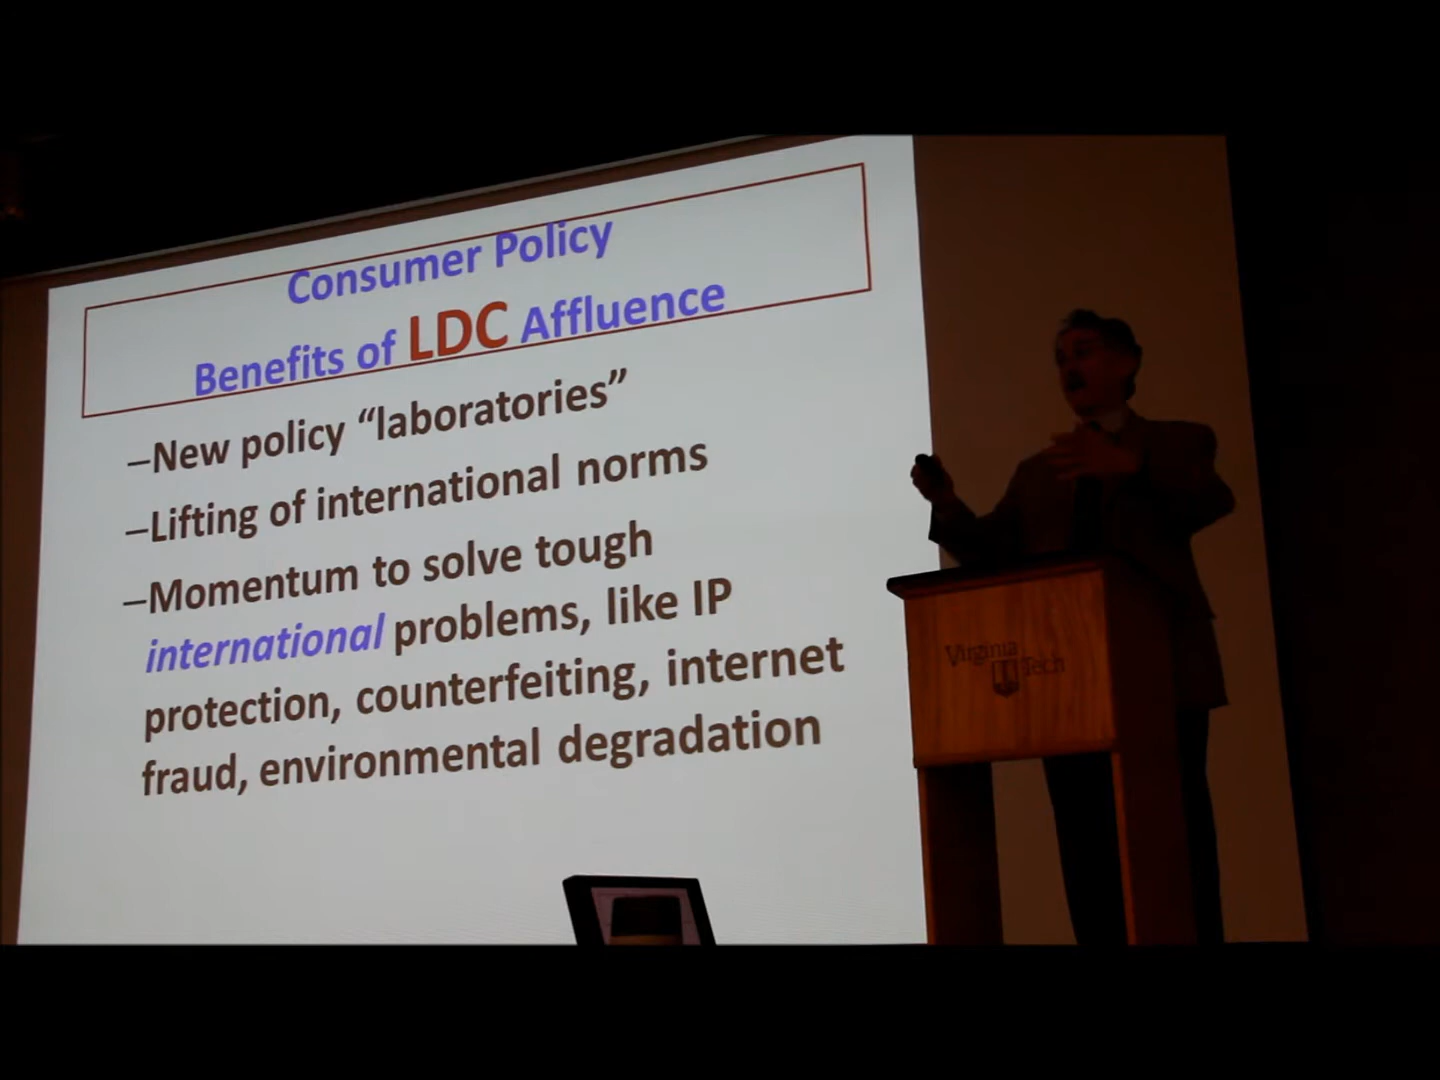 Consumer Policy
Benefits of LDC Affluence
–New policy “laboratories”
–Lifting of international norms
–Momentum to solve tough
international problems, like IP
protection, counterfeiting, internet
fraud, environmental degradation
Virginia
Tech